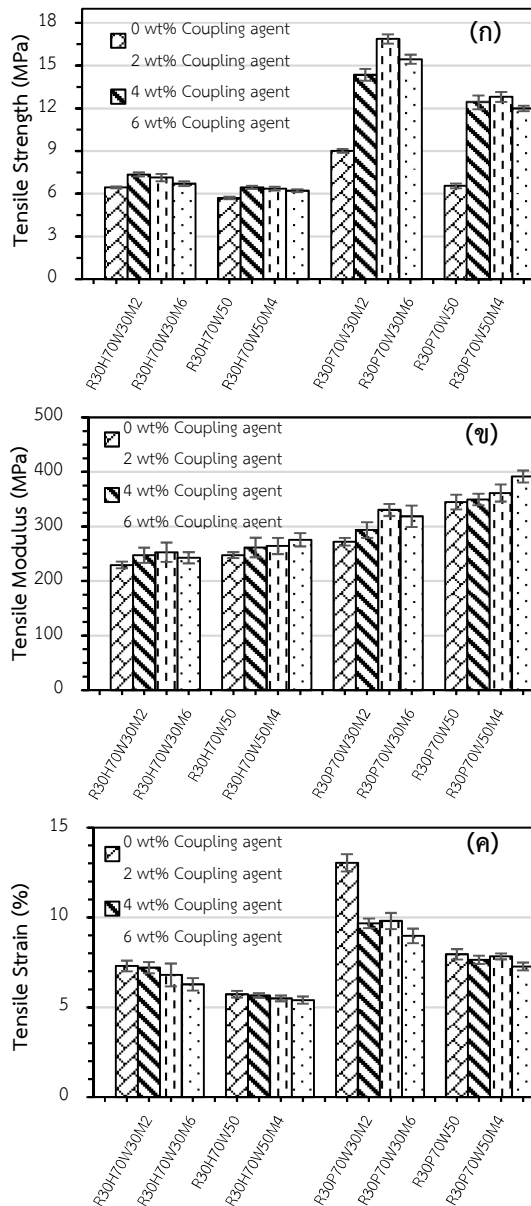 18
15
12
9
6
3
0
Tensile Strength (MPa)
0 wt% Coupling agent
2 wt% Coupling agent
4 wt% Coupling agent
6 wt% Coupling agent
(ก)
R30H70W30M2
R30H70W30M6
R30H70W50
R30H70W50M4
R30P70W30M2
R30P70W30M6
R30P70W50
R30P70W50M4
500
400
300
200
100
0
Tensile Modulus (MPa)
0 wt% Coupling agent
2 wt% Coupling agent
4 wt% Coupling agent
6 wt% Coupling agent
(ข)
R30H70W30M2
R30H70W30M6
R30H70W50
R30H70W50M4
R30P70W30M2
R30P70W30M6
R30P70W50
R30P70W50M4
15
10
5
0
Tensile Strain (%)
0 wt% Coupling agent
2 wt% Coupling agent
4 wt% Coupling agent
6 wt% Coupling agent
(ค)
R30H70W30M2
R30H70W30M6
R30H70W50
R30H70W50M4
R30P70W30M2
R30P70W30M6
R30P70W50
R30P70W50M4